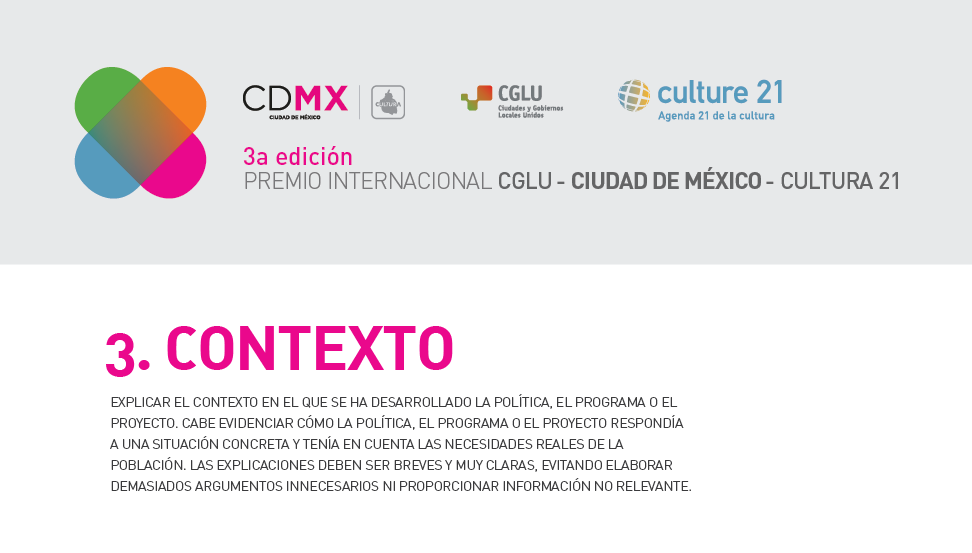 CDMX
CIUDAD DE MÉXICO
CULTURA
CGLU
Ciudades y Gobiernos
Locales Unidos
culture 21
Agenda 21 de la cultura
3a edición
PREMIO INTERNACIONAL CGLU - CIUDAD DE MÉXICO - CULTURA 21
3. CONTEXTO
EXPLICAR EL CONTEXTO EN EL QUE SE HA DESARROLLADO LA POLÍTICA, EL PROGRAMA O EL
PROYECTO. CABE EVIDENCIAR CÓMO LA POLÍTICA, EL PROGRAMA O EL PROYECTO RESPONDÍA
A UNA SITUACIÓN CONCRETA Y TENÍA EN CUENTA LAS NECESIDADES REALES DE LA
POBLACIÓN. LAS EXPLICACIONES DEBEN SER BREVES Y MUY CLARAS, EVITANDO ELABORAR
DEMASIADOS ARGUMENTOS INNECESARIOS NI PROPORCIONAR INFORMACIÓN NO RELEVANTE.